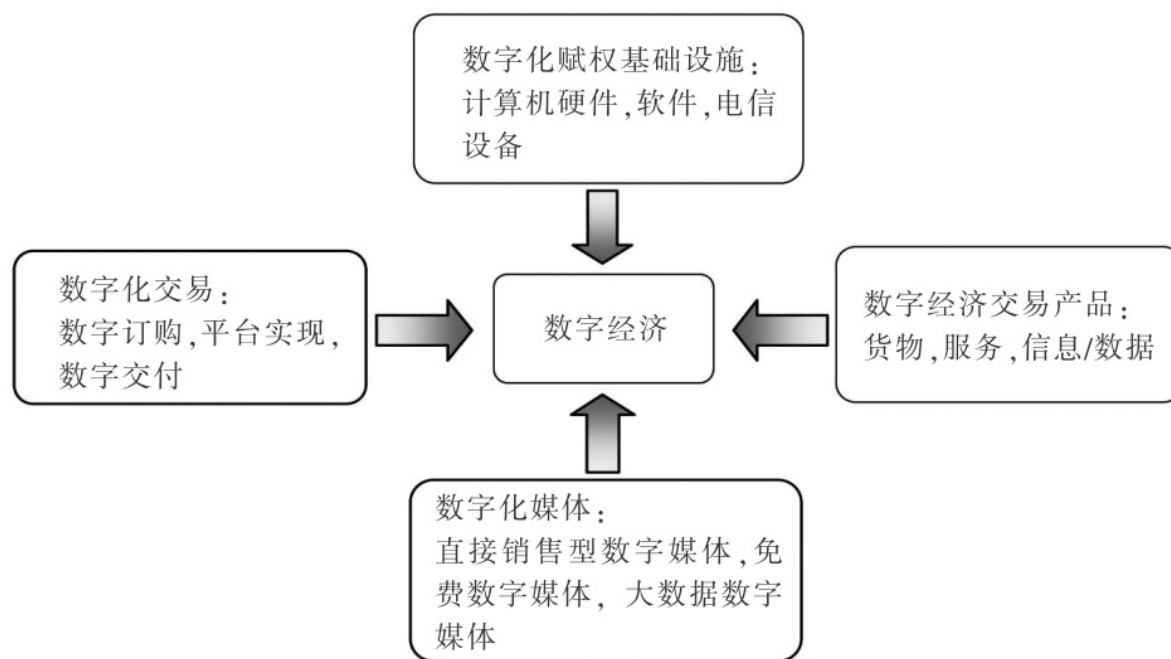 数字化赋权基础设施：
计算机硬件,软件,电信
设备
数字化交易：
数字订购,平台实现,
数字交付
数字经济
数字经济交易产品：
货物,服务,信息/数据
数字化媒体：
直接销售型数字媒体,免
费数字媒体, 大数据数字
媒体